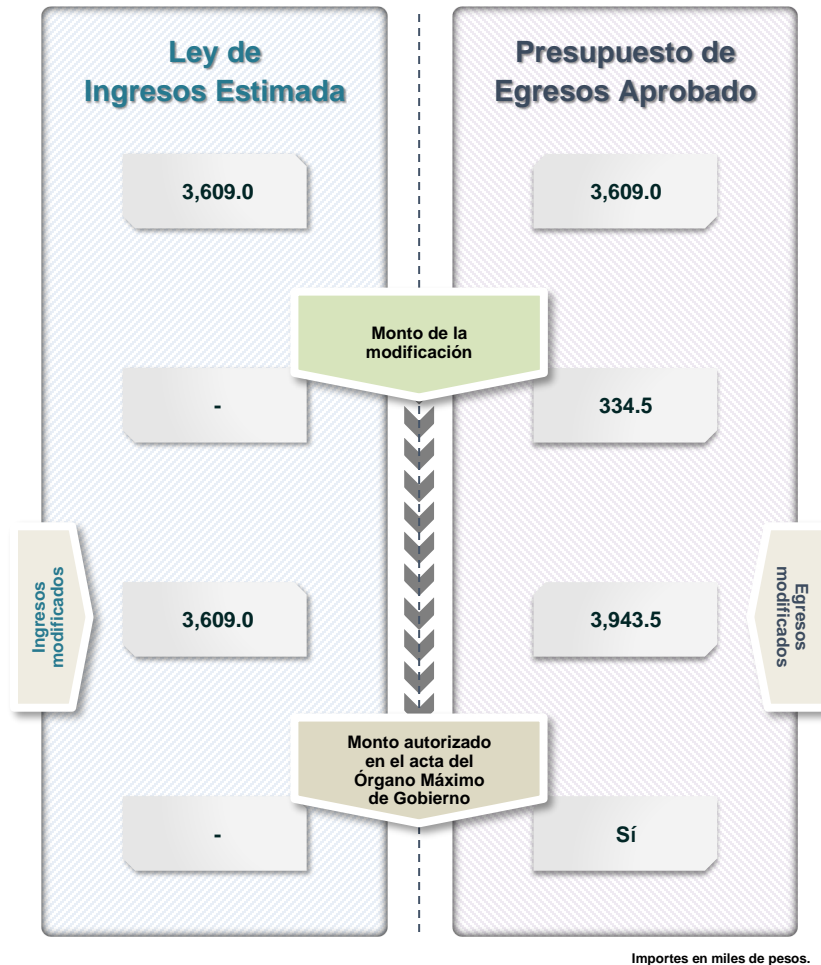 Ley de
Ingresos Estimada
Presupuesto de
Egresos Aprobado
3,609.0
3,609.0
Monto de la
modificación
-
334.5
Ingresos
modificados
3,609.0
3,943.5
Egresos
modificados
Monto autorizado
en el acta del
Órgano Máximo
de Gobierno
-
Sí
Importes en miles de pesos.